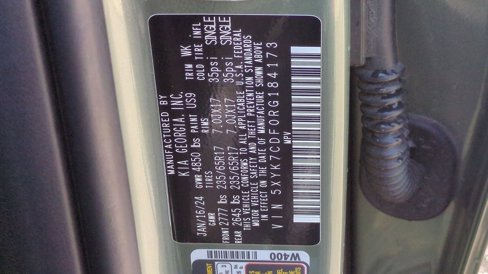 MANUFACTURED BY
KIA GEORGIA, INC.
JAN/16/24 GVWR 4850 lbs PAINT US9 TRIM WK
TIRES RIMS COLD TIRE INFL
FRONT 2777 lbs 235/65R17 7.0JX17 35psi SINGLE
REAR 2645 lbs 235/65R17 7.0JX17 35psi SINGLE
THIS VEHICLE CONFORMS TO ALL APPLICABLE U.S.A. FEDERAL
MOTOR VEHICLE SAFETY AND THEFT PREVENTION STANDARDS
IN EFFECT ON THE DATE OF MANUFACTURE SHOWN ABOVE
VIN 5XYK7CDF0RG184173
MPV
W400